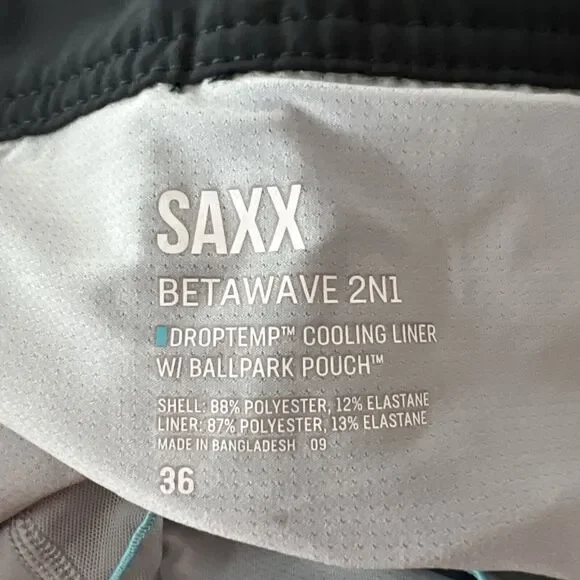 SAXX
BETAWAVE 2N1
DROPTEMP™ COOLING LINER
W/ BALLPARK POUCH™
SHELL: 88% POLYESTER, 12% ELASTANE
LINER: 87% POLYESTER, 13% ELASTANE
MADE IN BANGLADESH 09
36